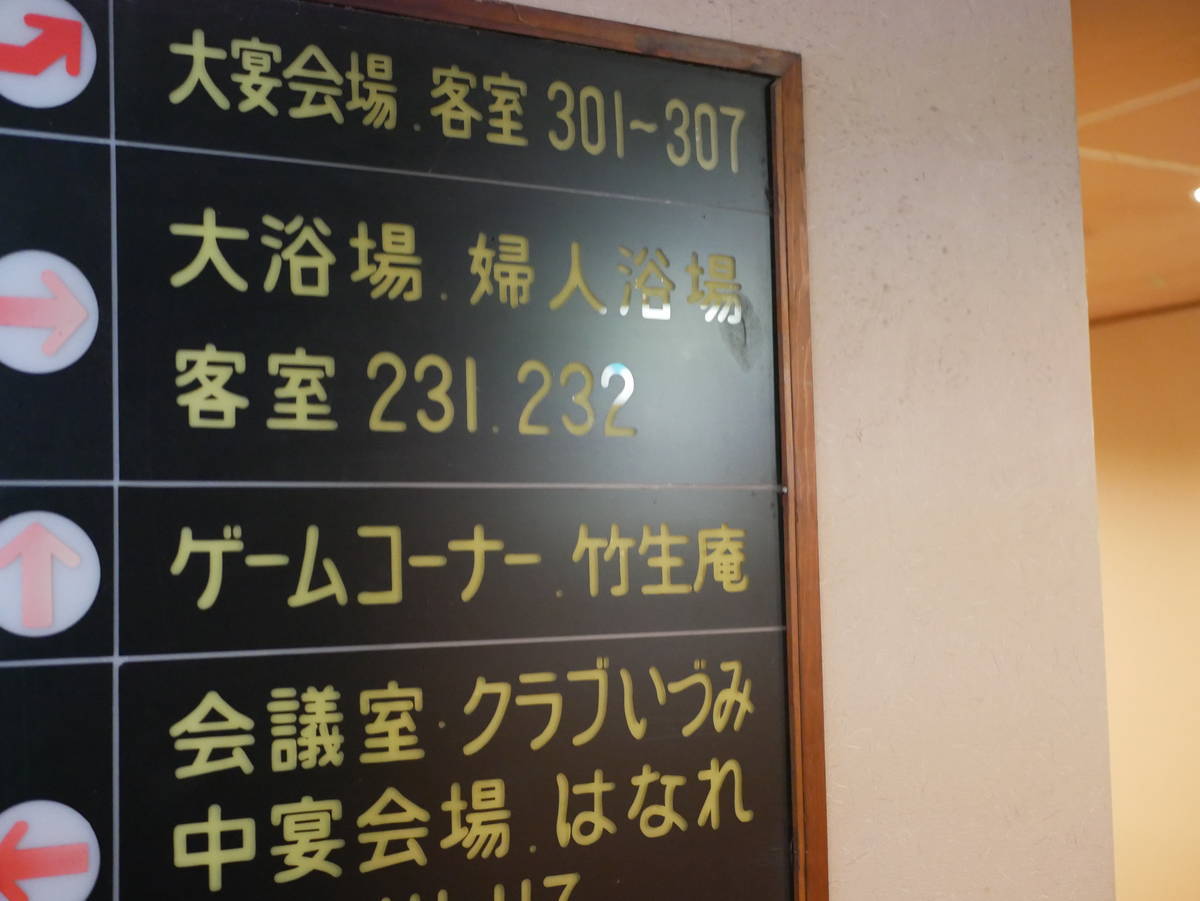 大宴会場.客室 301~307
大浴場.婦人浴場
客室 231.232
ゲームコーナー.竹生庵
会議室.クラブいづみ
中宴会場.はなれ